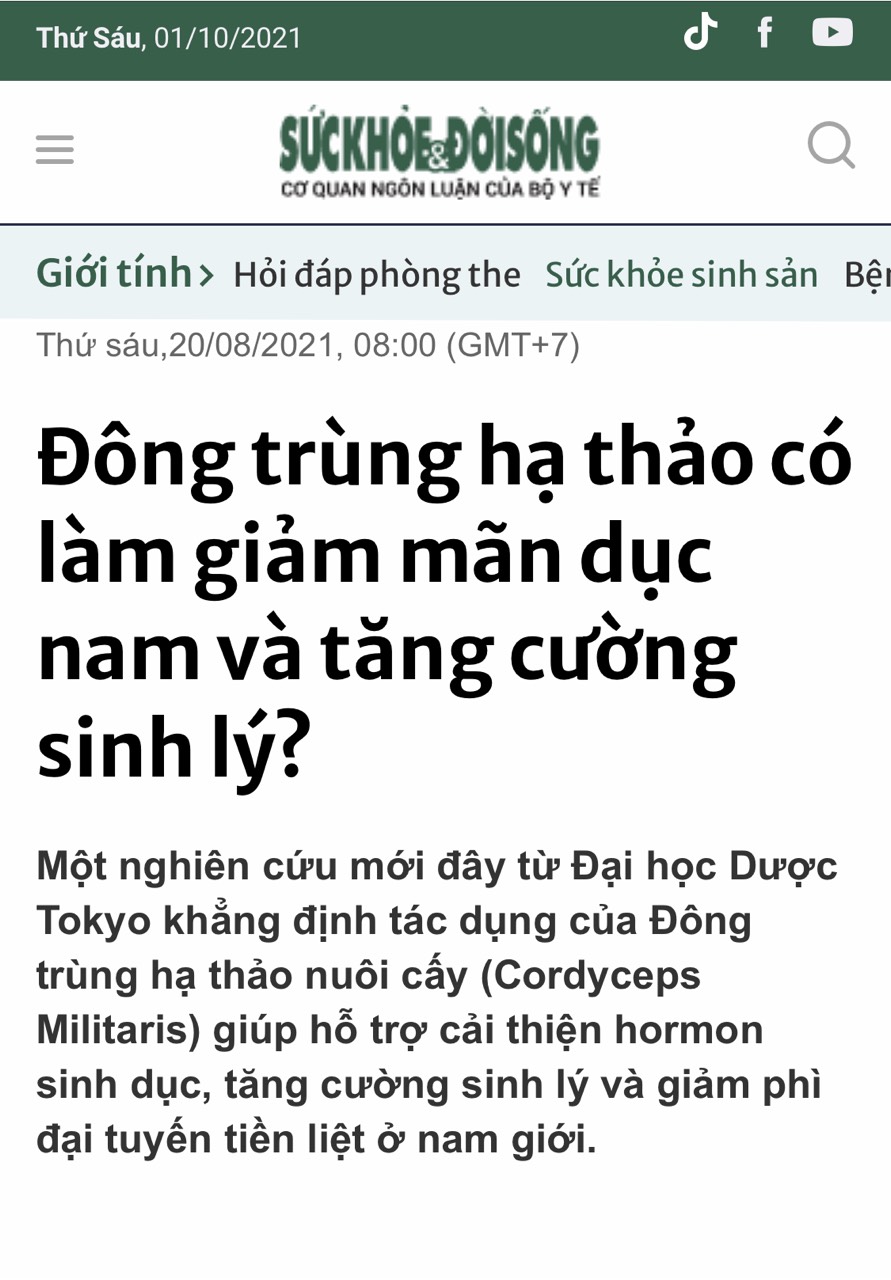 Thứ Sáu, 01/10/2021
SỨCKHỎE&ĐỜISỐNG
CƠ QUAN NGÔN LUẬN CỦA BỘ Y TẾ
Giới tính > Hỏi đáp phòng the Sức khỏe sinh sản Bện
Thứ sáu,20/08/2021, 08:00 (GMT+7)
Đông trùng hạ thảo có
làm giảm mãn dục
nam và tăng cường
sinh lý?
Một nghiên cứu mới đây từ Đại học Dược
Tokyo khẳng định tác dụng của Đông
trùng hạ thảo nuôi cấy (Cordyceps
Militaris) giúp hỗ trợ cải thiện hormon
sinh dục, tăng cường sinh lý và giảm phì
đại tuyến tiền liệt ở nam giới.